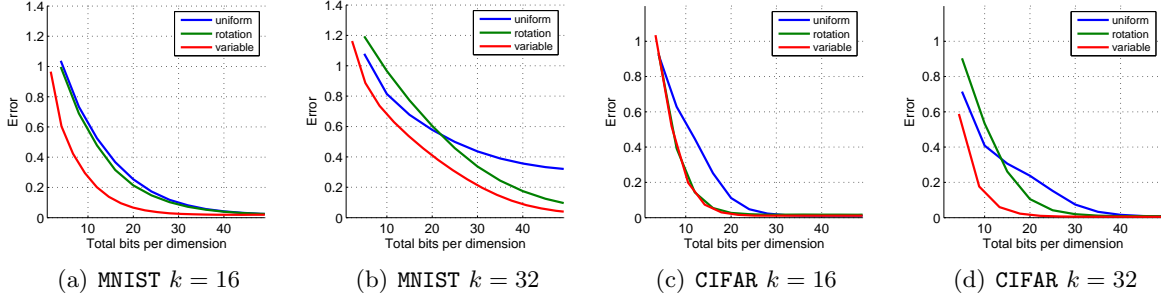 1.4
1.2
1
0.8
0.6
0.4
0.2
0
Error
10 20 30 40
Total bits per dimension
uniform
rotation
variable
(a) MNIST k = 16
1.4
1.2
1
0.8
0.6
0.4
0.2
0
Error
10 20 30 40
Total bits per dimension
uniform
rotation
variable
(b) MNIST k = 32
1
0.8
0.6
0.4
0.2
0
Error
10 20 30 40
Total bits per dimension
uniform
rotation
variable
(c) CIFAR k = 16
1
0.8
0.6
0.4
0.2
0
Error
10 20 30 40
Total bits per dimension
uniform
rotation
variable
(d) CIFAR k = 32